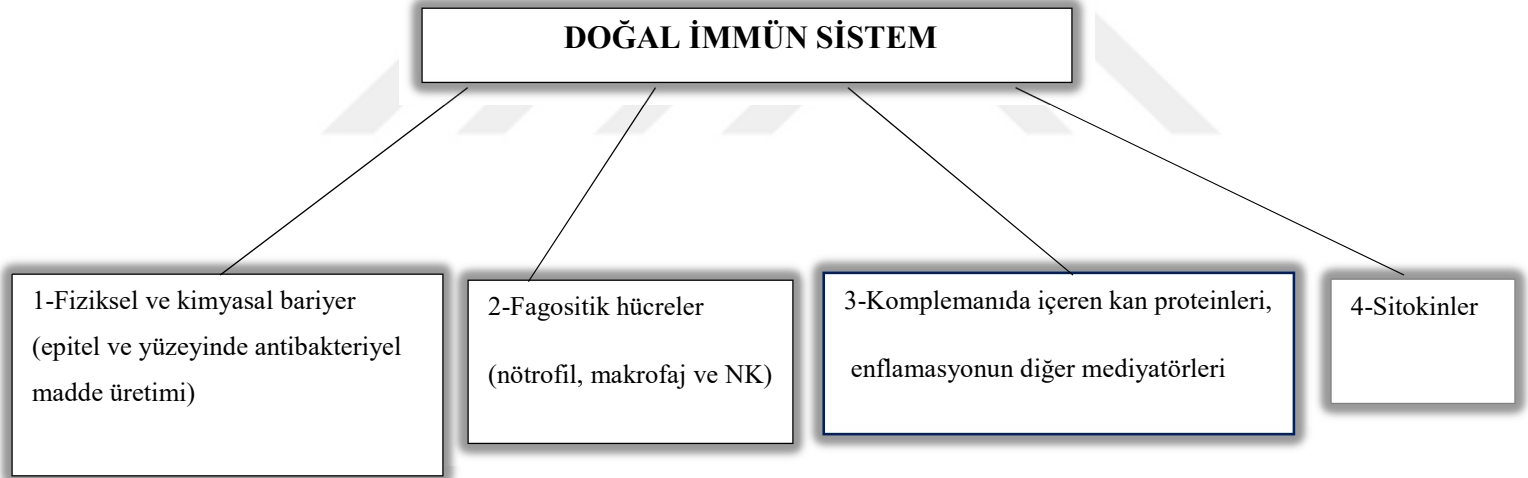 DOĞAL İMMÜN SİSTEM
1-Fiziksel ve kimyasal bariyer
(epitel ve yüzeyinde antibakteriyel
madde üretimi)
2-Fagositik hücreler
(nötrofil, makrofaj ve NK)
3-Komplemanıda içeren kan proteinleri,
enflamasyonun diğer mediyatörleri
4-Sitokinler